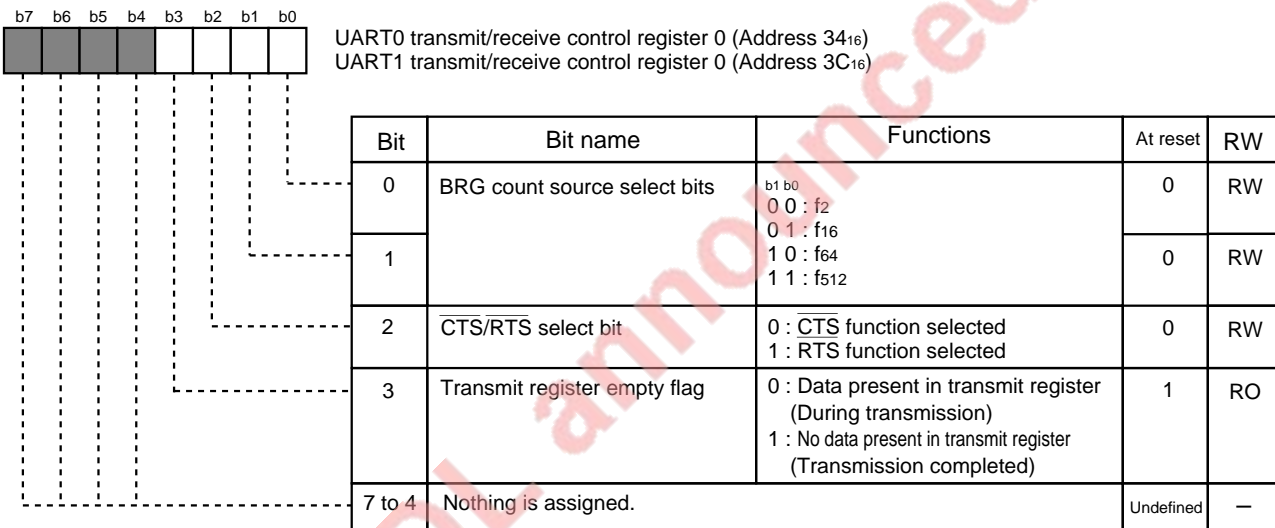 b7 b6 b5 b4 b3 b2 b1 b0
UART0 transmit/receive control register 0 (Address 34₁₆)
UART1 transmit/receive control register 0 (Address 3C₁₆)
Bit Bit name Functions At reset RW
0 BRG count source select bits b1 b0 0 RW
0 0 : f₂
0 1 : f₁₆
1 1 0 : f₆₄ 0 RW
1 1 : f₅₁₂
2 C̅T̅S̅/R̅T̅S̅ select bit 0 : C̅T̅S̅ function selected 0 RW
1 : R̅T̅S̅ function selected
3 Transmit register empty flag 0 : Data present in transmit register 1 RO
(During transmission)
1 : No data present in transmit register
(Transmission completed)
7 to 4 Nothing is assigned. Undefined –
DL announced